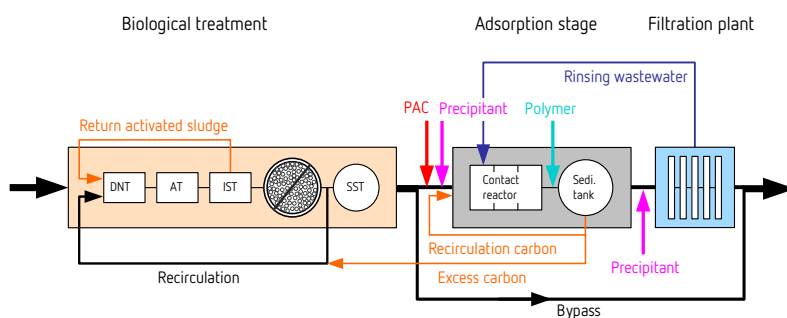 Biological treatment
Adsorption stage
Filtration plant
Rinsing wastewater
PAC
Precipitant
Polymer
Return activated sludge
DNT
AT
IST
SST
Contact
reactor
Sedi.
tank
Recirculation carbon
Recirculation
Excess carbon
Precipitant
Bypass